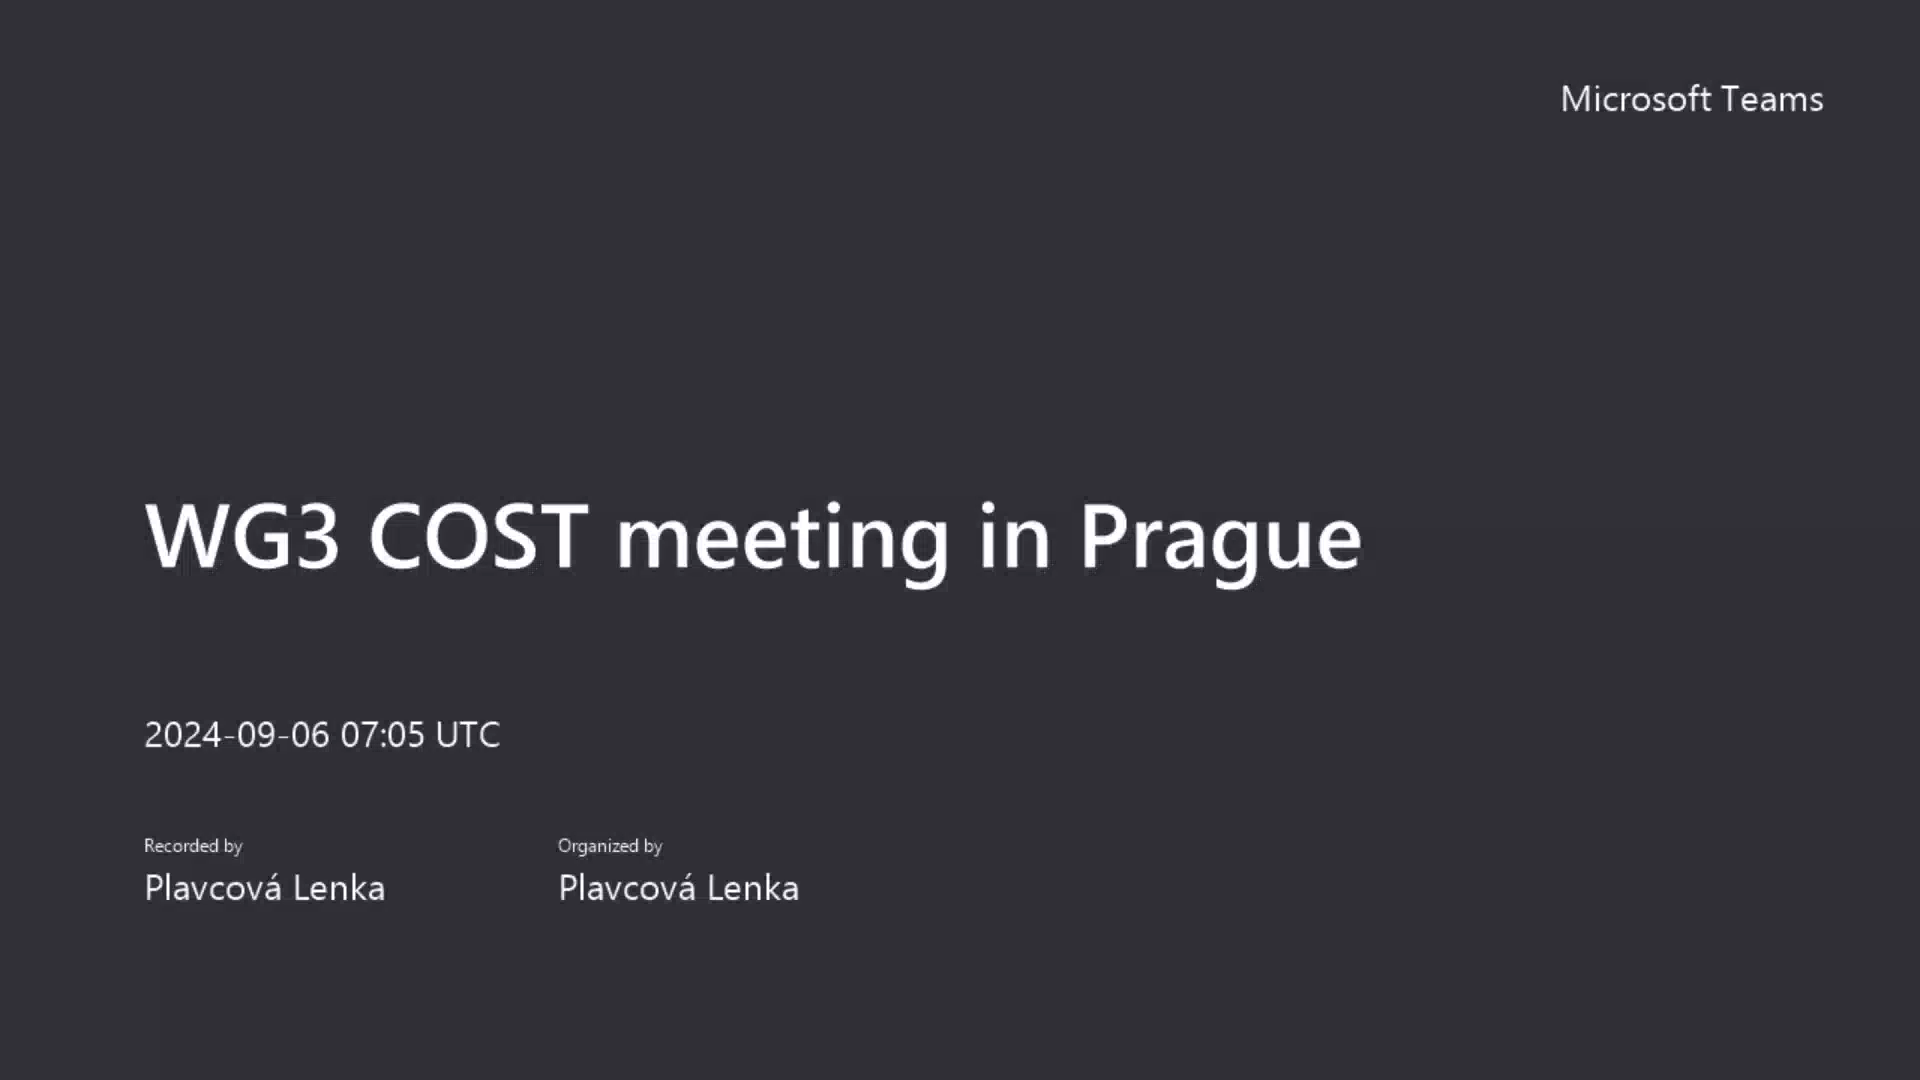 Microsoft Teams
WG3 COST meeting in Prague
2024-09-06 07:05 UTC
Recorded by
Plavcová Lenka
Organized by
Plavcová Lenka